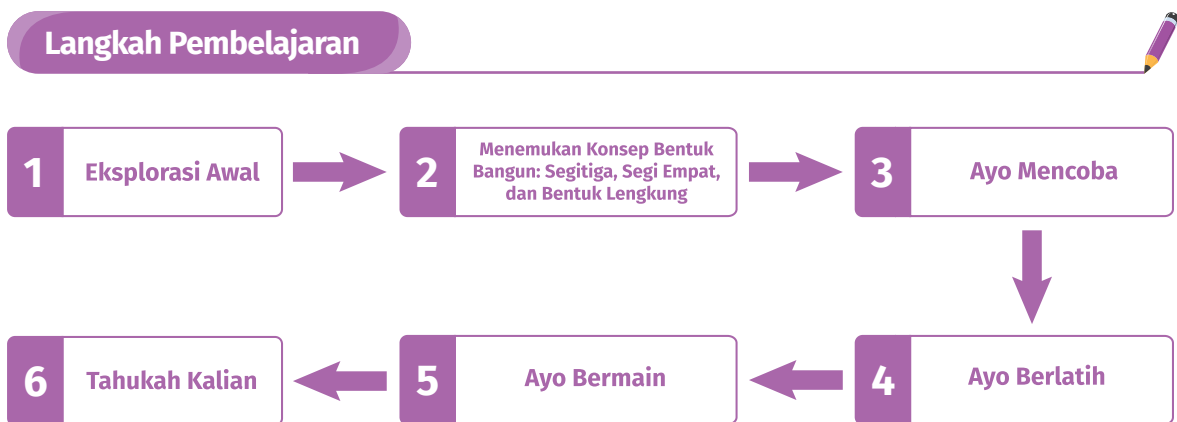 Langkah Pembelajaran
1
Eksplorasi Awal
2
Menemukan Konsep Bentuk
Bangun: Segitiga, Segi Empat,
dan Bentuk Lengkung
3
Ayo Mencoba
4
Ayo Berlatih
5
Ayo Bermain
6
Tahukah Kalian